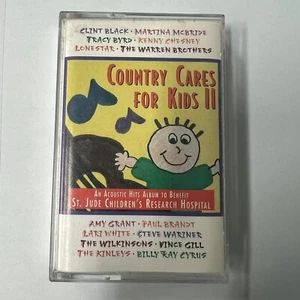 CLINT BLACK · MARTINA MCBRIDE
TRACY BYRD · KENNY CHESNEY
LONESTAR · THE WARREN BROTHERS
COUNTRY CARES
FOR KIDS II
AN ACOUSTIC HITS ALBUM TO BENEFIT
ST. JUDE CHILDREN'S RESEARCH HOSPITAL
AMY GRANT · PAUL BRANDT
LARI WHITE · STEVE WARINER
THE WILKINSONS · VINCE GILL
THE KINLEYS · BILLY RAY CYRUS